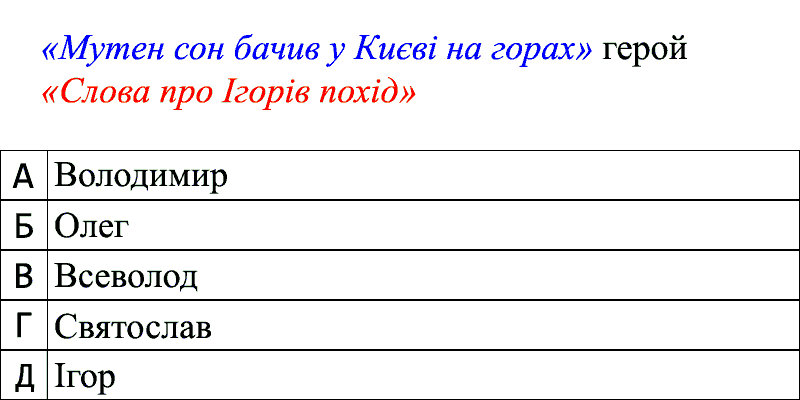 «Мутен сон бачив у Києві на горах» герой
«Слова про Ігорів похід»
А Володимир
Б Олег
В Всеволод
Г Святослав
Д Ігор